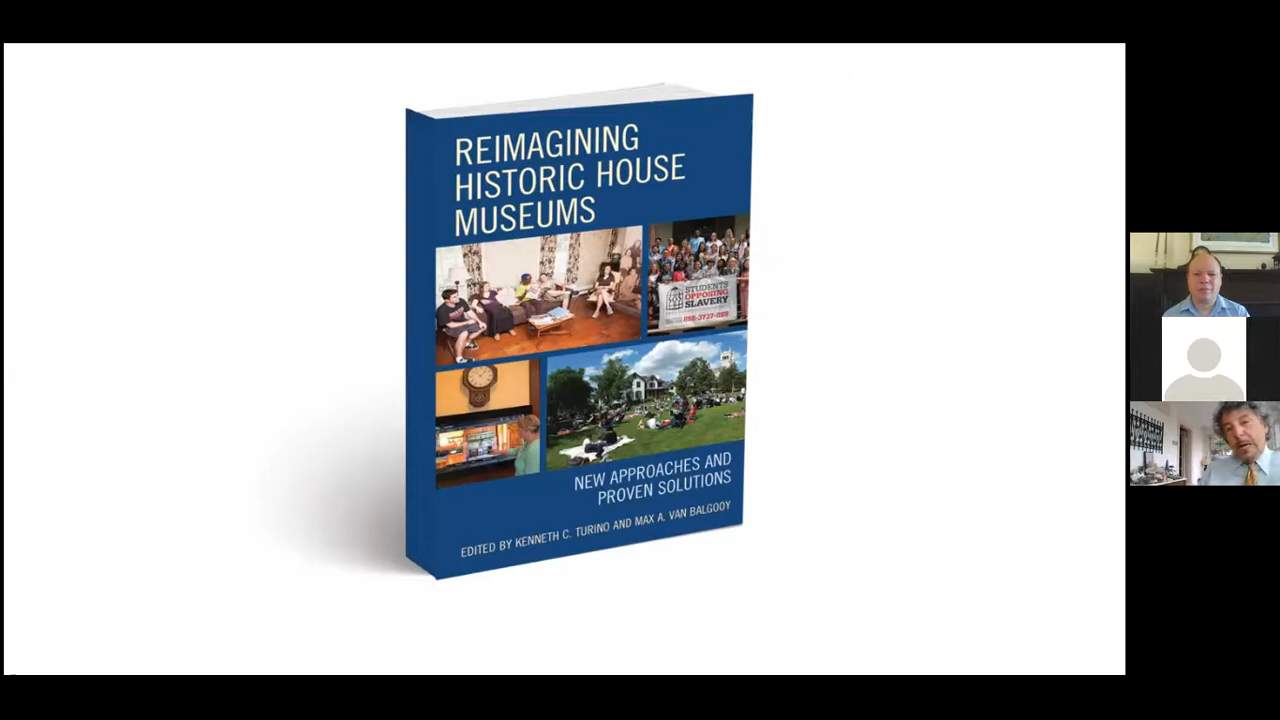 REIMAGINING
HISTORIC HOUSE
MUSEUMS
STUDENTS
OPPOSING
SLAVERY
NEW APPROACHES AND
PROVEN SOLUTIONS
EDITED BY KENNETH C. TURINO AND MAX A. VAN BALGOOY